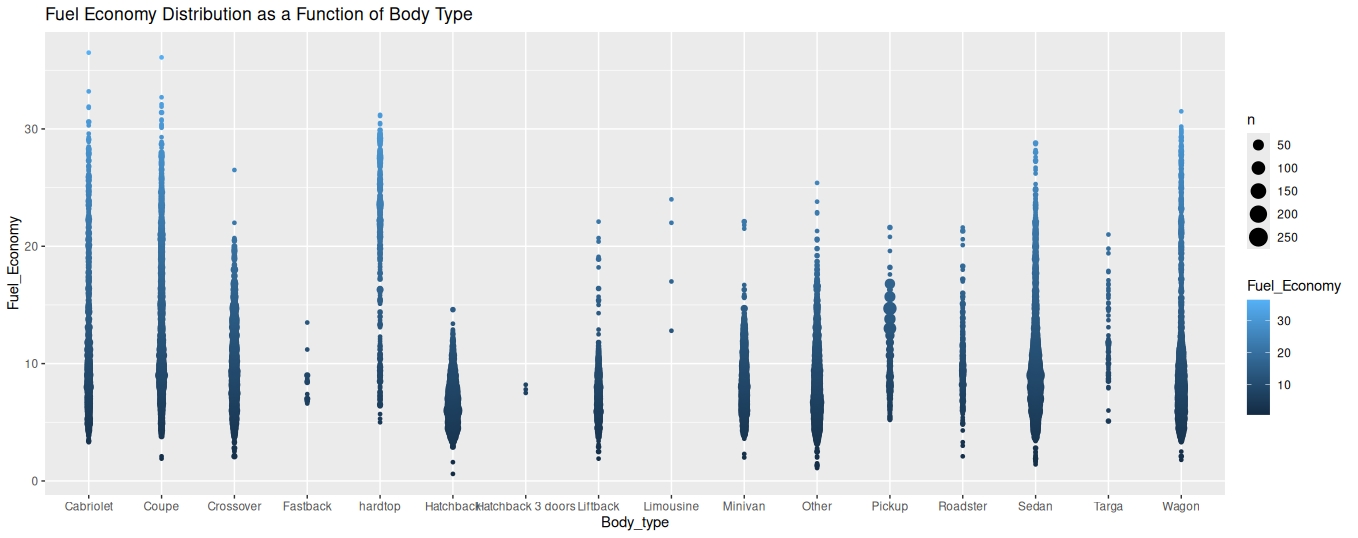 Fuel Economy Distribution as a Function of Body Type
Fuel_Economy
30
20
10
0
Cabriolet
Coupe
Crossover
Fastback
hardtop
Hatchback
Hatchback 3 doors
Liftback
Limousine
Minivan
Other
Pickup
Roadster
Sedan
Targa
Wagon
Body_type
n
50
100
150
200
250
Fuel_Economy
30
20
10